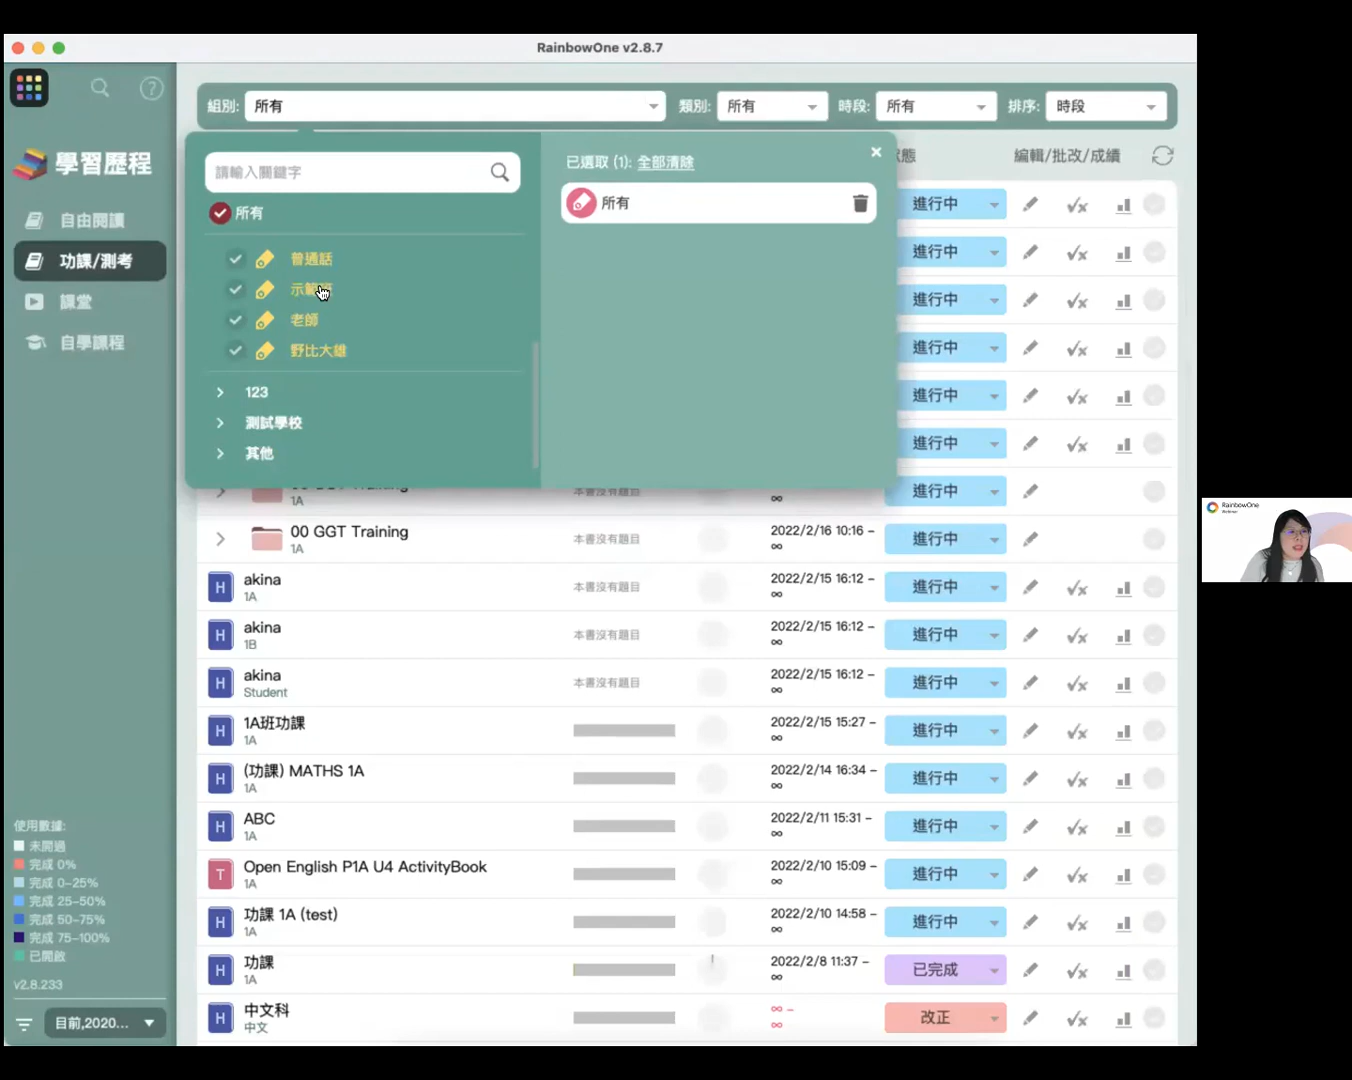 RainbowOne v2.8.7
組別: 所有 類別: 所有 時段: 所有 排序: 時段
學習歷程
自由閱讀
功課/測考
課堂
自學課程
請輸入關鍵字
所有
普通話
老師
野比大雄
123
測試學校
其他
已選取 (1): 全部清除
所有
態 編輯/批改/成績
進行中
進行中
進行中
進行中
進行中
進行中
1A 本書沒有題目 ∞ 進行中
00 GGT Training
1A
本書沒有題目 2022/2/16 10:16 – ∞ 進行中
akina
1A
本書沒有題目 2022/2/15 16:12 – ∞ 進行中
akina
1B
本書沒有題目 2022/2/15 16:12 – ∞ 進行中
akina
Student
本書沒有題目 2022/2/15 16:12 – ∞ 進行中
H 1A班功課
1A
2022/2/15 15:27 – ∞ 進行中
H (功課) MATHS 1A
1A
2022/2/14 16:34 – ∞ 進行中
H ABC
1A
2022/2/11 15:31 – ∞ 進行中
T Open English P1A U4 ActivityBook
1A
2022/2/10 15:09 – ∞ 進行中
H 功課 1A (test)
1A
2022/2/10 14:58 – ∞ 進行中
H 功課
1A
2022/2/8 11:37 – ∞ 已完成
H 中文科
中文
∞ – ∞ 改正
使用數據:
未開過
完成 0%
完成 0-25%
完成 25-50%
完成 50-75%
完成 75-100%
已開啟
v2.8.233
目前,2020...
RainbowOne
Webinar